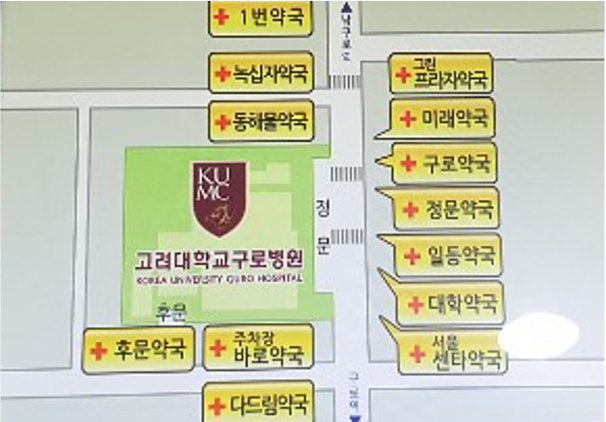 1번약국
남구로역
녹십자약국
그린
프라자약국
동해물약국
미래약국
KU
MC
구로약국
정문
정문약국
고려대학교구로병원
KOREA UNIVERSITY GURO HOSPITAL
일등약국
대학약국
후문
후문약국
주차장
바로약국
서울
센타약국
구로역
다드림약국